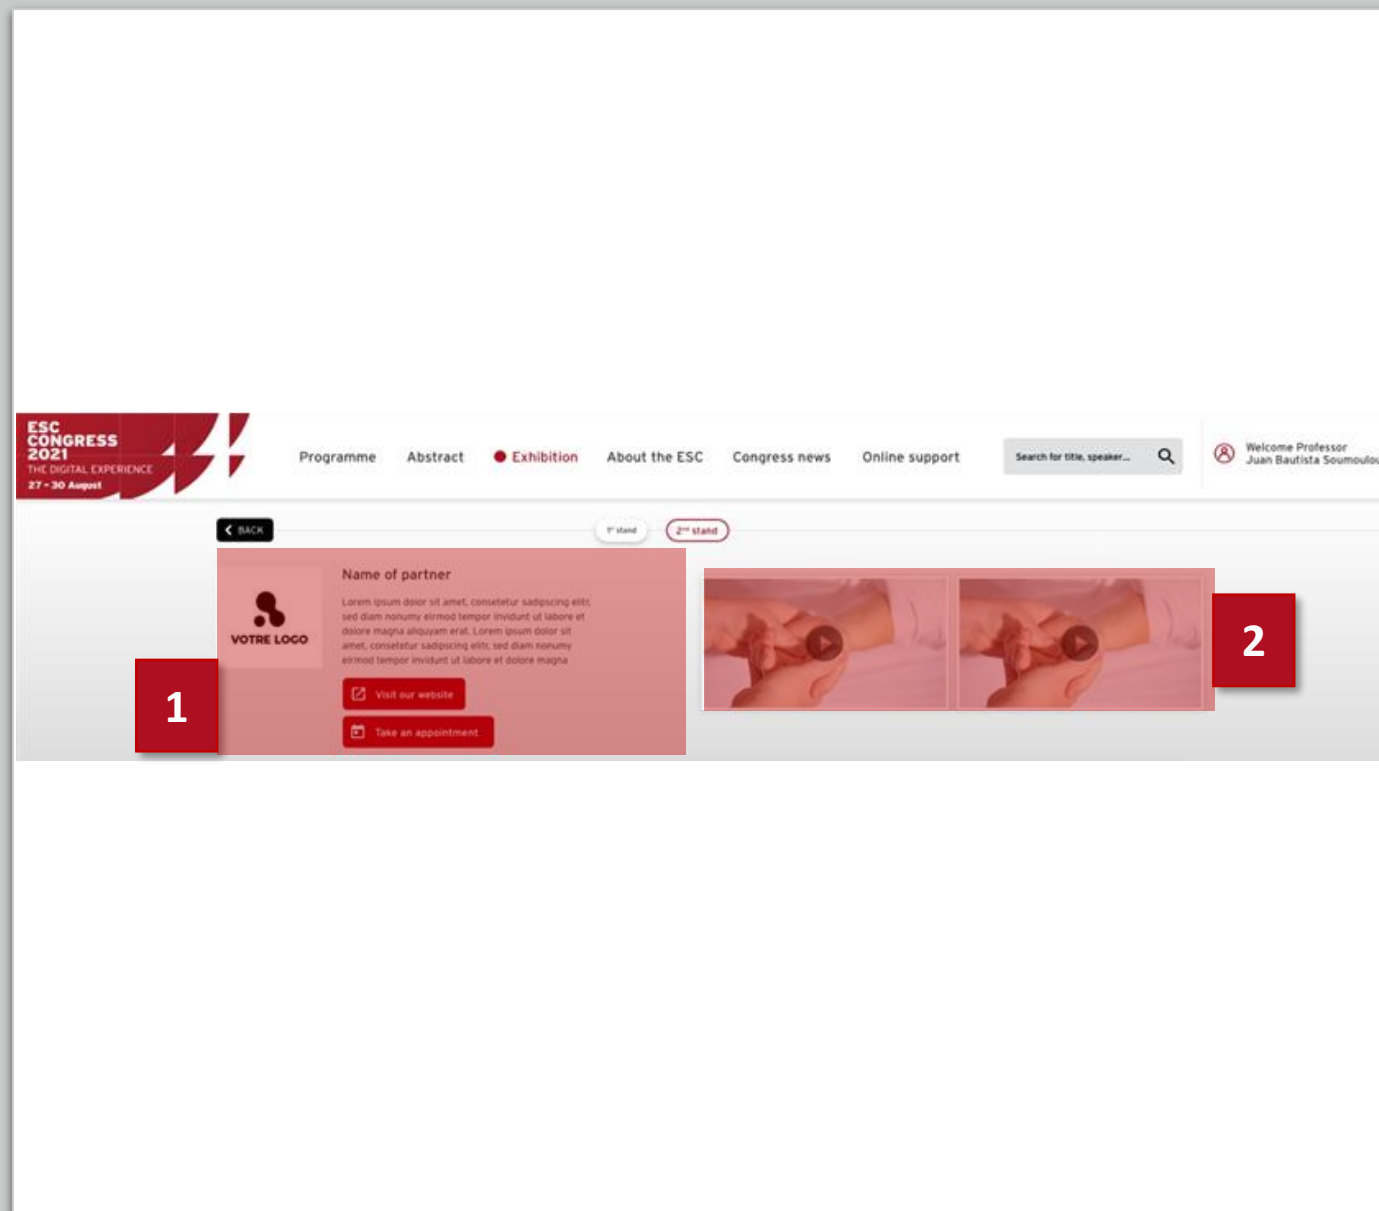 ESC
CONGRESS
2021
THE DIGITAL EXPERIENCE
27 - 30 August
Programme
Abstract
Exhibition
About the ESC
Congress news
Online support
Search for title, speaker...
Welcome Professor
Juan Bautista Soumoulou
BACK
1st stand
2nd stand
VOTRE LOGO
Name of partner
Lorem ipsum dolor sit amet, consetetur sadipscing elitr,
sed diam nonumy eirmod tempor invidunt ut labore et
dolore magna aliquyam erat. Lorem ipsum dolor sit
amet, consetetur sadipscing elitr, sed diam nonumy
eirmod tempor invidunt ut labore et dolore magna
Visit our website
Take an appointment
1
2